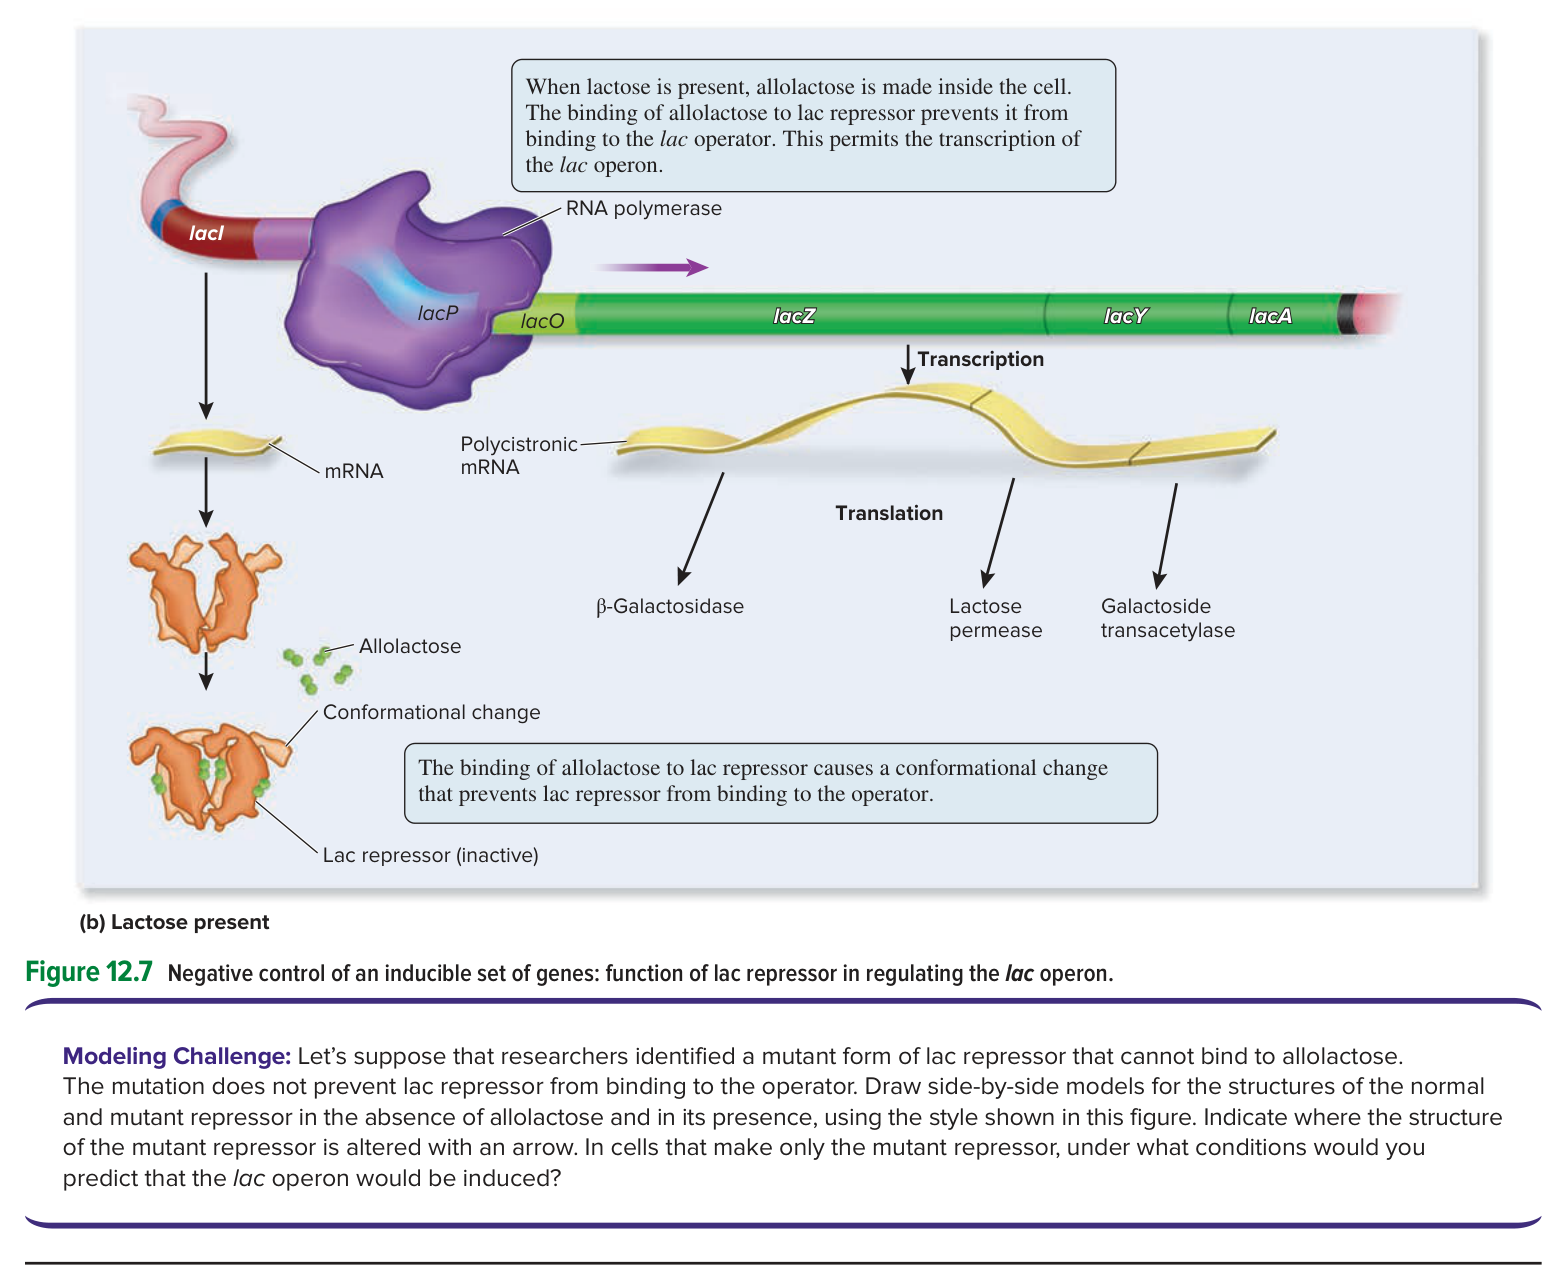 When lactose is present, allolactose is made inside the cell.
The binding of allolactose to lac repressor prevents it from
binding to the lac operator. This permits the transcription of
the lac operon.
RNA polymerase
lacI
lacP
lacO
lacZ
lacY
lacA
Transcription
Polycistronic
mRNA
mRNA
Translation
β-Galactosidase
Lactose
permease
Galactoside
transacetylase
Allolactose
Conformational change
The binding of allolactose to lac repressor causes a conformational change
that prevents lac repressor from binding to the operator.
Lac repressor (inactive)
(b) Lactose present
Figure 12.7 Negative control of an inducible set of genes: function of lac repressor in regulating the lac operon.
Modeling Challenge: Let’s suppose that researchers identified a mutant form of lac repressor that cannot bind to allolactose.
The mutation does not prevent lac repressor from binding to the operator. Draw side-by-side models for the structures of the normal
and mutant repressor in the absence of allolactose and in its presence, using the style shown in this figure. Indicate where the structure
of the mutant repressor is altered with an arrow. In cells that make only the mutant repressor, under what conditions would you
predict that the lac operon would be induced?